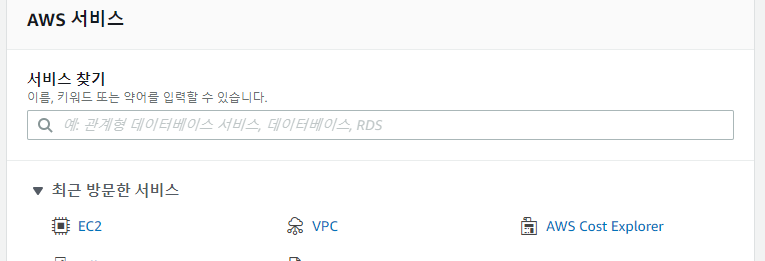 AWS 서비스
서비스 찾기
이름, 키워드 또는 약어를 입력할 수 있습니다.
예: 관계형 데이터베이스 서비스, 데이터베이스, RDS
▼ 최근 방문한 서비스
EC2 VPC AWS Cost Explorer